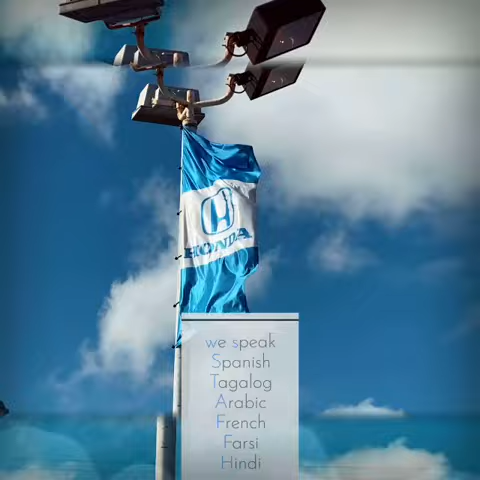 HONDA
we speak
Spanish
Tagalog
Arabic
French
Farsi
Hindi